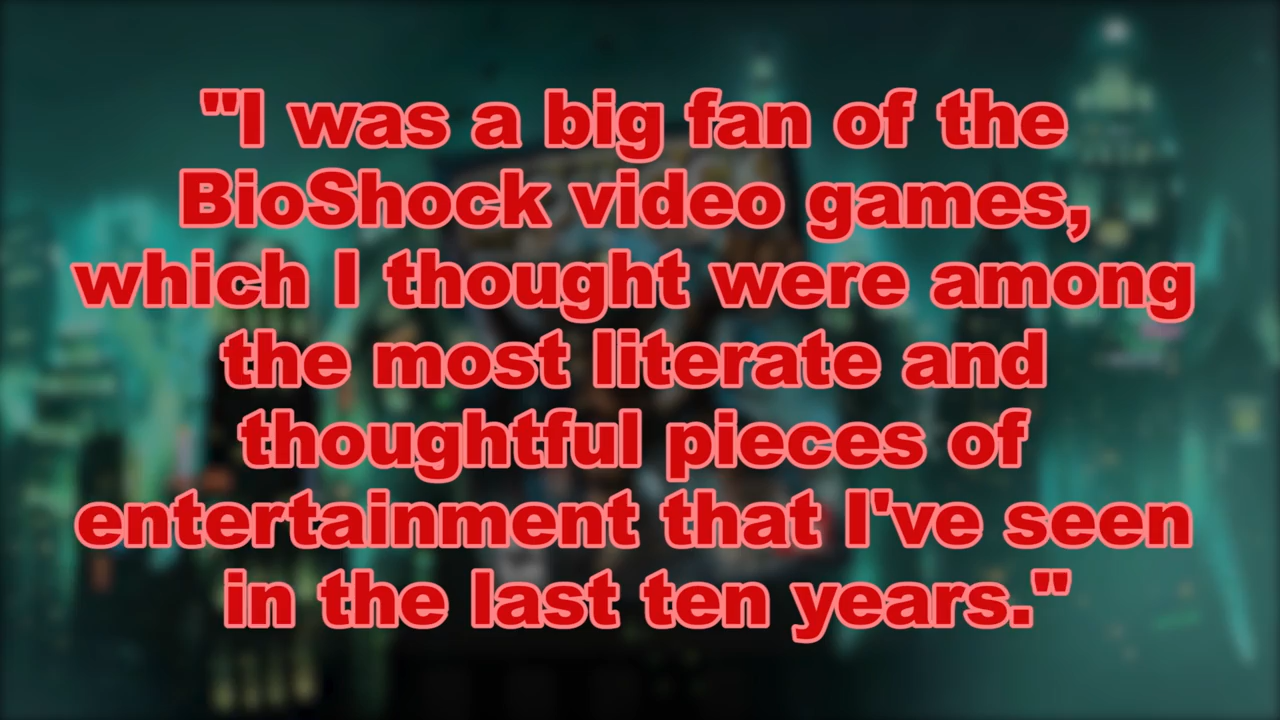 "I was a big fan of the
BioShock video games,
which I thought were among
the most literate and
thoughtful pieces of
entertainment that I've seen
in the last ten years."